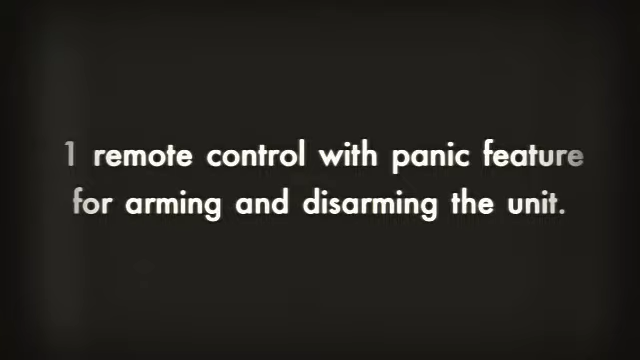 1 remote control with panic feature
for arming and disarming the unit.